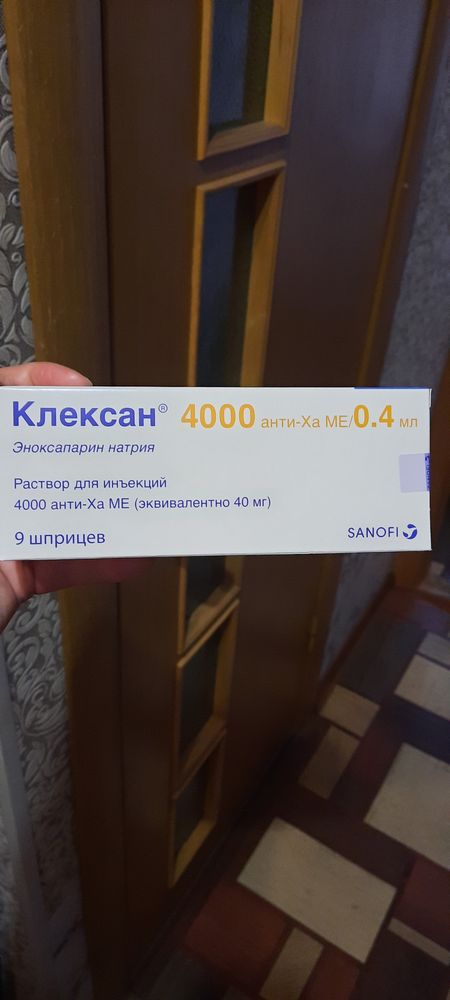 Клексан® 4000 анти-Ха МЕ/0.4 мл
Эноксапарин натрия
Раствор для инъекций
4000 анти-Ха МЕ (эквивалентно 40 мг)
9 шприцев
SANOFI